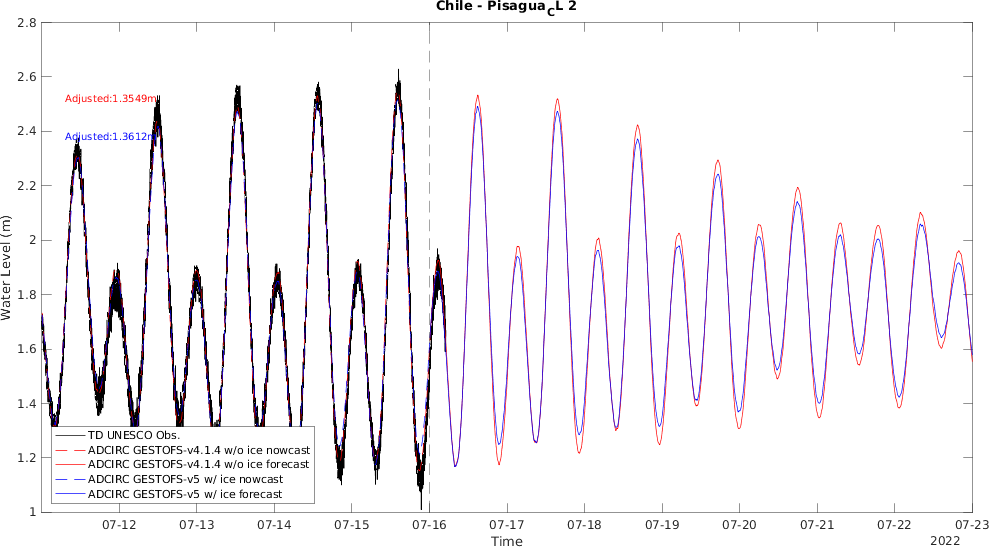 Chile - Pisagua_CL 2
2.8
2.6
2.4
2.2
2
1.8
1.6
1.4
1.2
1
Water Level (m)
Adjusted:1.3549m
Adjusted:1.3612m
TD UNESCO Obs.
ADCIRC GESTOFS-v4.1.4 w/o ice nowcast
ADCIRC GESTOFS-v4.1.4 w/o ice forecast
ADCIRC GESTOFS-v5 w/ ice nowcast
ADCIRC GESTOFS-v5 w/ ice forecast
07-12 07-13 07-14 07-15 07-16 07-17 07-18 07-19 07-20 07-21 07-22 07-23
Time
2022